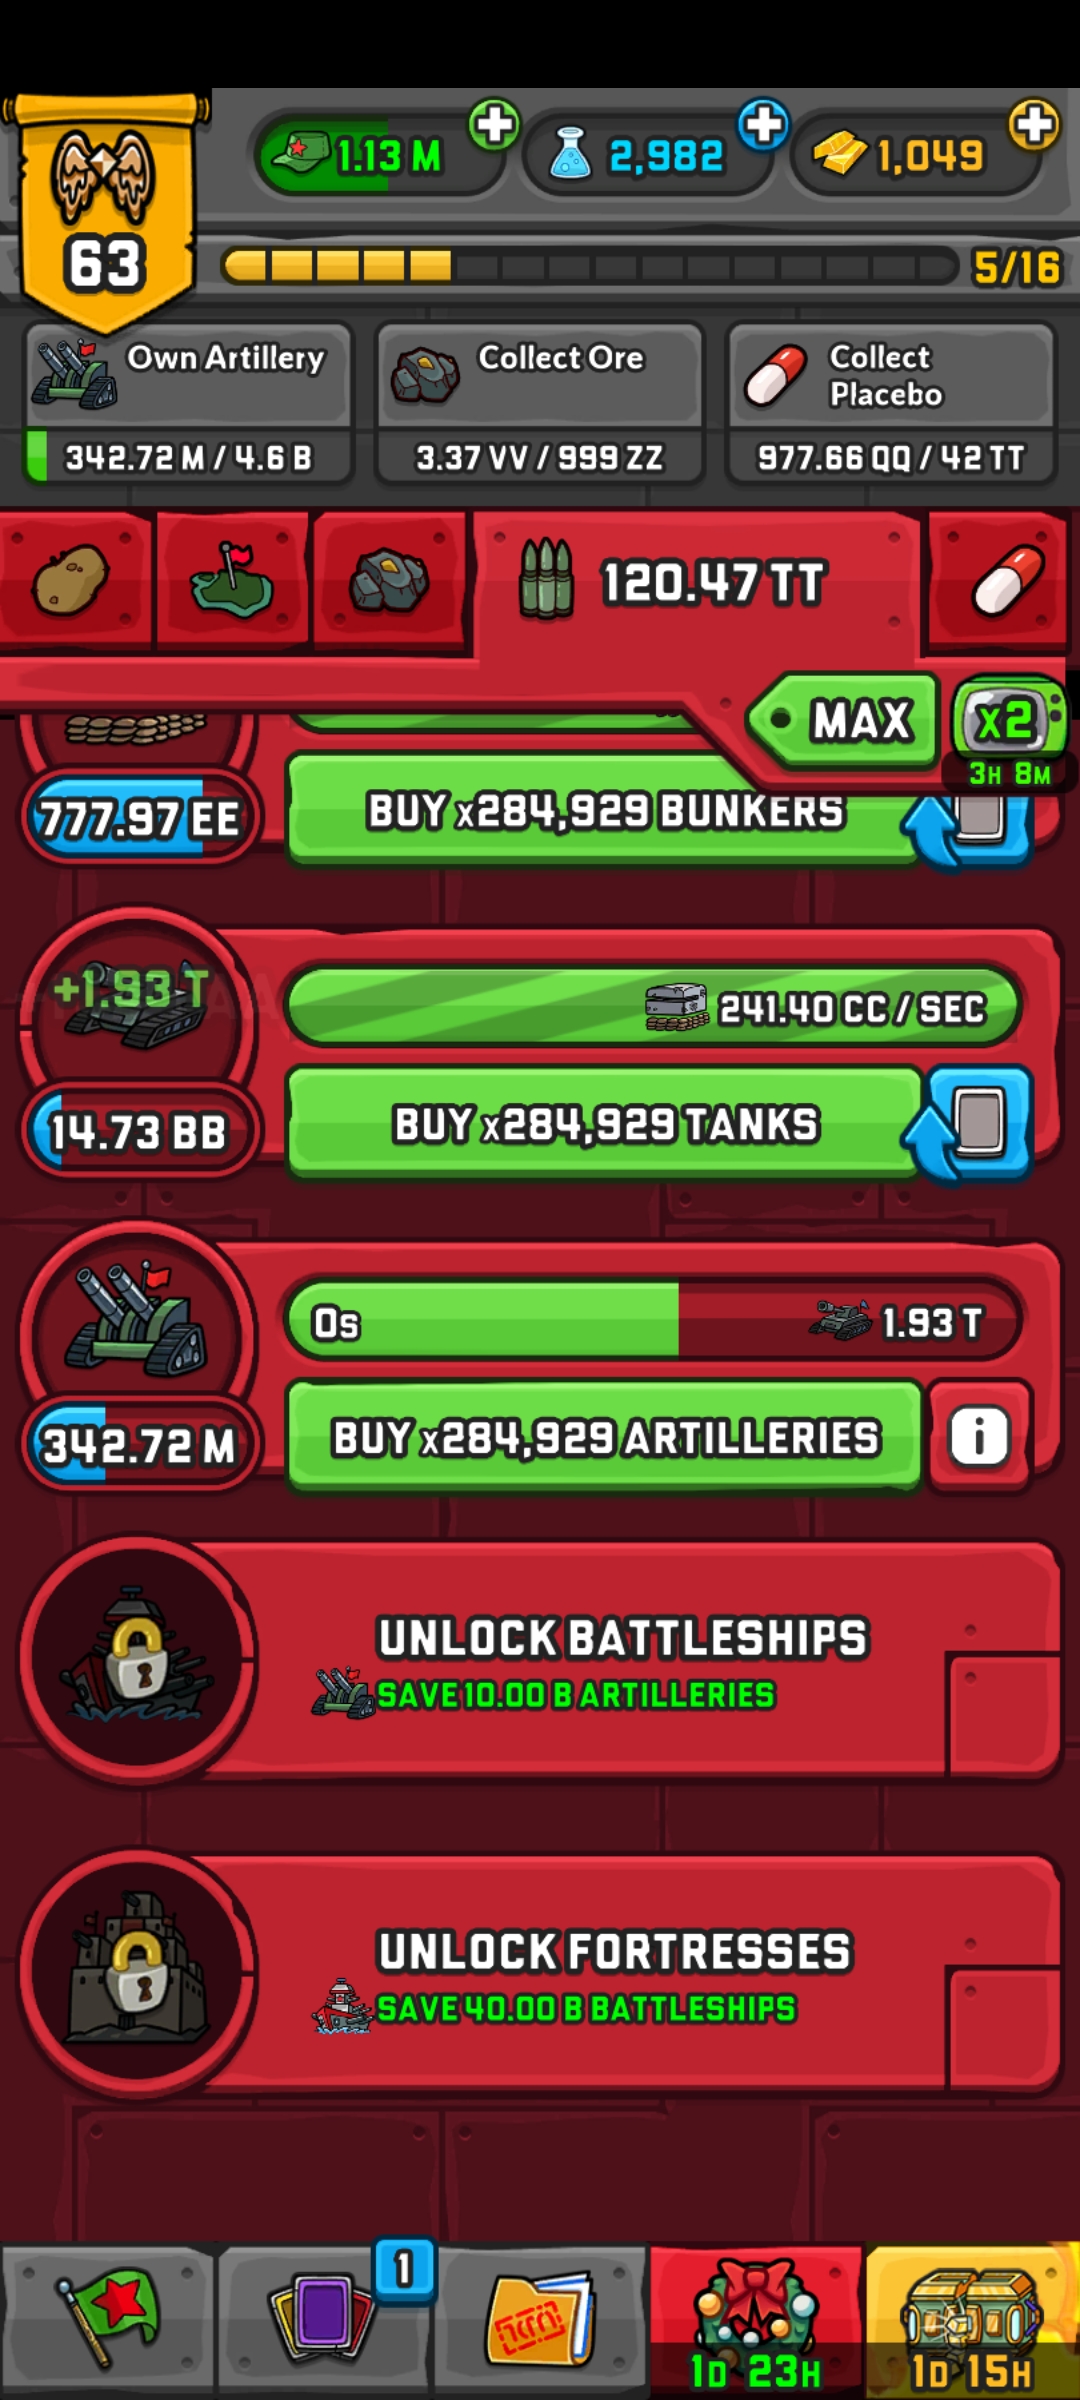 1.13 M
2,982
1,049
63
5/16
Own Artillery
342.72 M / 4.6 B
Collect Ore
3.37 VV / 999 ZZ
Collect
Placebo
977.66 QQ / 42 TT
120.47 TT
MAX
x2
3H 8M
777.97 EE
BUY x284,929 BUNKERS
+1.93 T
241.40 CC / SEC
14.73 BB
BUY x284,929 TANKS
0s
1.93 T
342.72 M
BUY x284,929 ARTILLERIES
i
UNLOCK BATTLESHIPS
SAVE 10.00 B ARTILLERIES
UNLOCK FORTRESSES
SAVE 40.00 B BATTLESHIPS
1
1D 23H
1D 15H